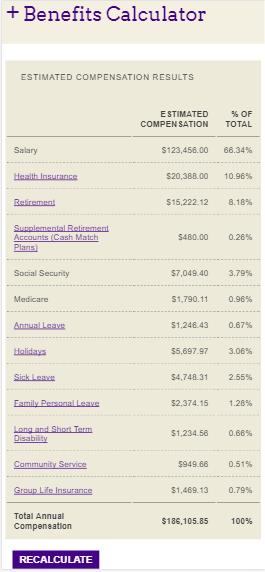 + Benefits Calculator
ESTIMATED COMPENSATION RESULTS
ESTIMATED COMPENSATION % OF TOTAL
Salary $123,456.00 66.34%
Health Insurance $20,388.00 10.96%
Retirement $15,222.12 8.18%
Supplemental Retirement
Accounts (Cash Match $480.00 0.26%
Plans)
Social Security $7,049.40 3.79%
Medicare $1,790.11 0.96%
Annual Leave $1,246.43 0.67%
Holidays $5,697.97 3.06%
Sick Leave $4,748.31 2.55%
Family Personal Leave $2,374.15 1.28%
Long and Short Term
Disability $1,234.56 0.66%
Community Service $949.66 0.51%
Group Life Insurance $1,469.13 0.79%
Total Annual
Compensation $186,105.85 100%
RECALCULATE